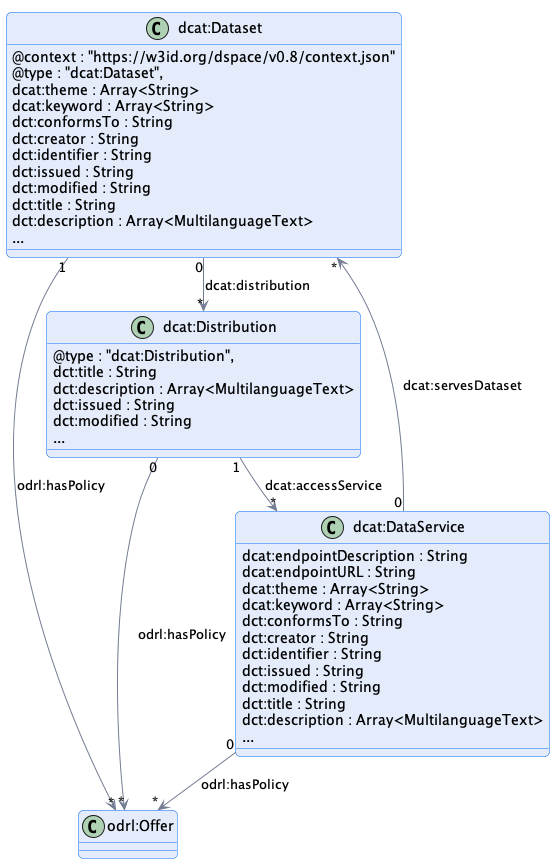 C dcat:Dataset
@context : "https://w3id.org/dspace/v0.8/context.json"
@type : "dcat:Dataset",
dcat:theme : Array<String>
dcat:keyword : Array<String>
dct:conformsTo : String
dct:creator : String
dct:identifier : String
dct:issued : String
dct:modified : String
dct:title : String
dct:description : Array<MultilanguageText>
...
1
0
*
dcat:distribution
*
C dcat:Distribution
@type : "dcat:Distribution",
dct:title : String
dct:description : Array<MultilanguageText>
dct:issued : String
dct:modified : String
...
dcat:servesDataset
0
1
odrl:hasPolicy
dcat:accessService
*
0
C dcat:DataService
dcat:endpointDescription : String
dcat:endpointURL : String
dcat:theme : Array<String>
dcat:keyword : Array<String>
dct:conformsTo : String
dct:creator : String
dct:identifier : String
dct:issued : String
dct:modified : String
dct:title : String
dct:description : Array<MultilanguageText>
...
odrl:hasPolicy
0
odrl:hasPolicy
*
*
*
C odrl:Offer